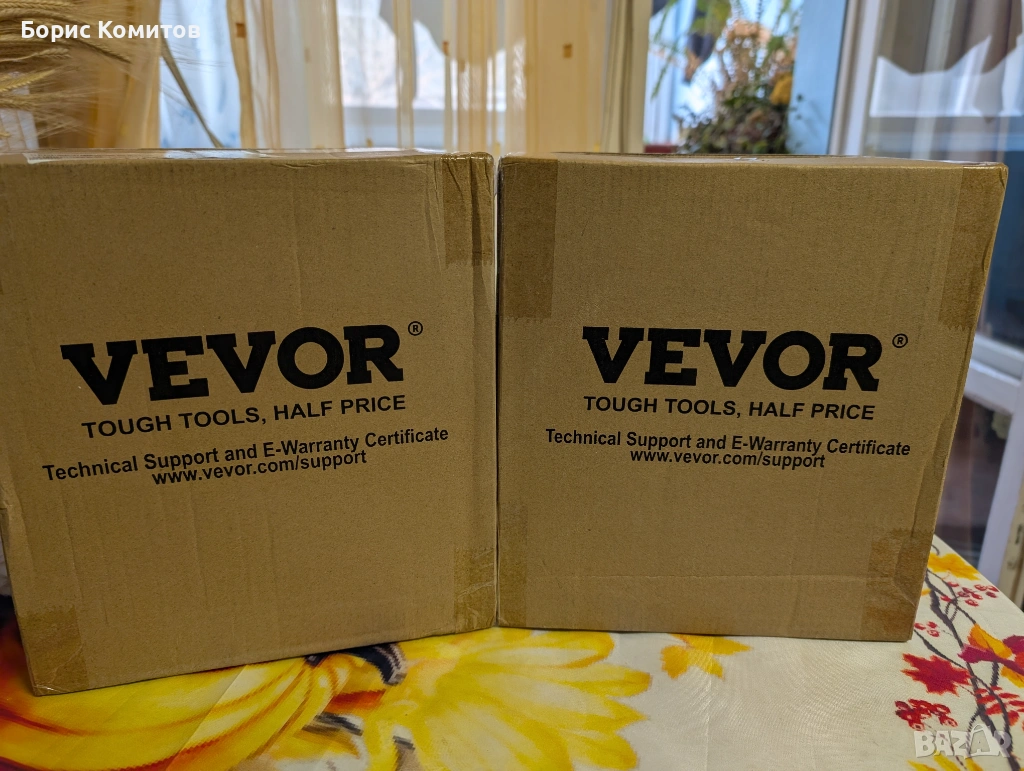 Борис Комитов
VEVOR®
TOUGH TOOLS, HALF PRICE
Technical Support and E-Warranty Certificate
www.vevor.com/support
VEVOR®
TOUGH TOOLS, HALF PRICE
Technical Support and E-Warranty Certificate
www.vevor.com/support
BAZAR